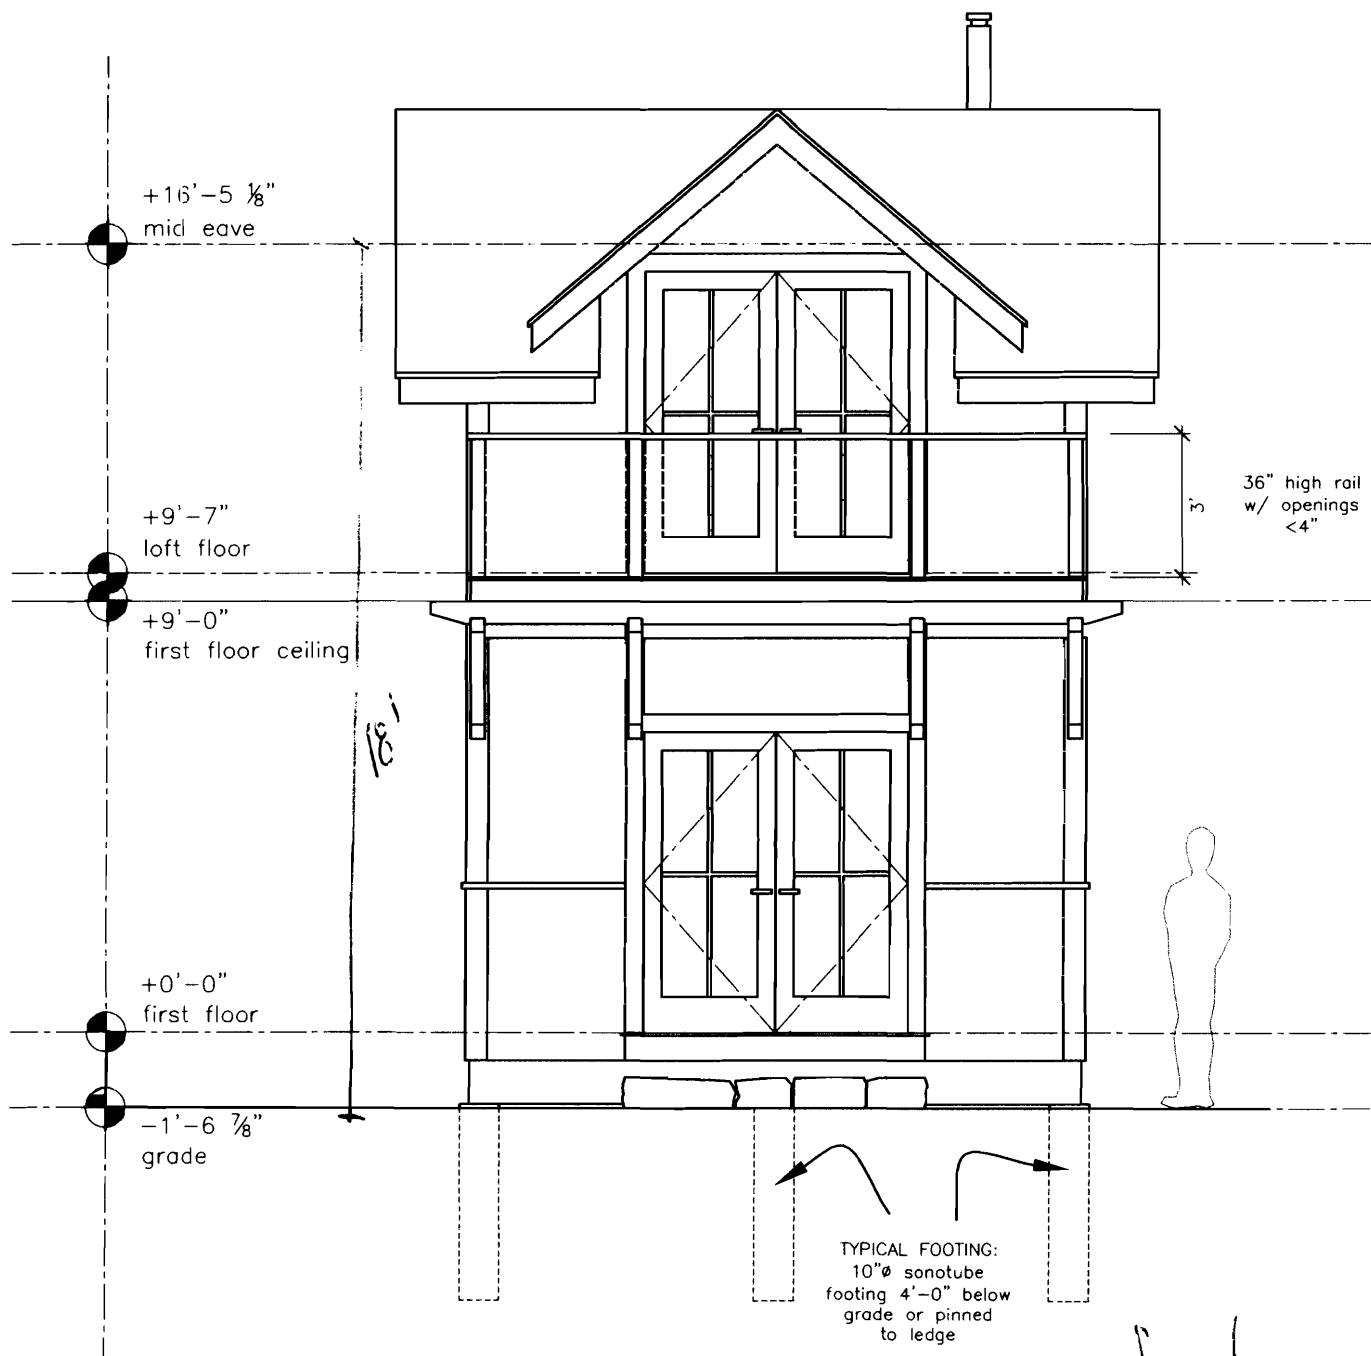 +16'-5 ⅛"
mid eave
+9'-7"
loft floor
+9'-0"
first floor ceiling
18'
+0'-0"
first floor
-1'-6 ⅞"
grade
3'
36" high rail
w/ openings
<4"
TYPICAL FOOTING:
10"ø sonotube
footing 4'-0" below
grade or pinned
to ledge